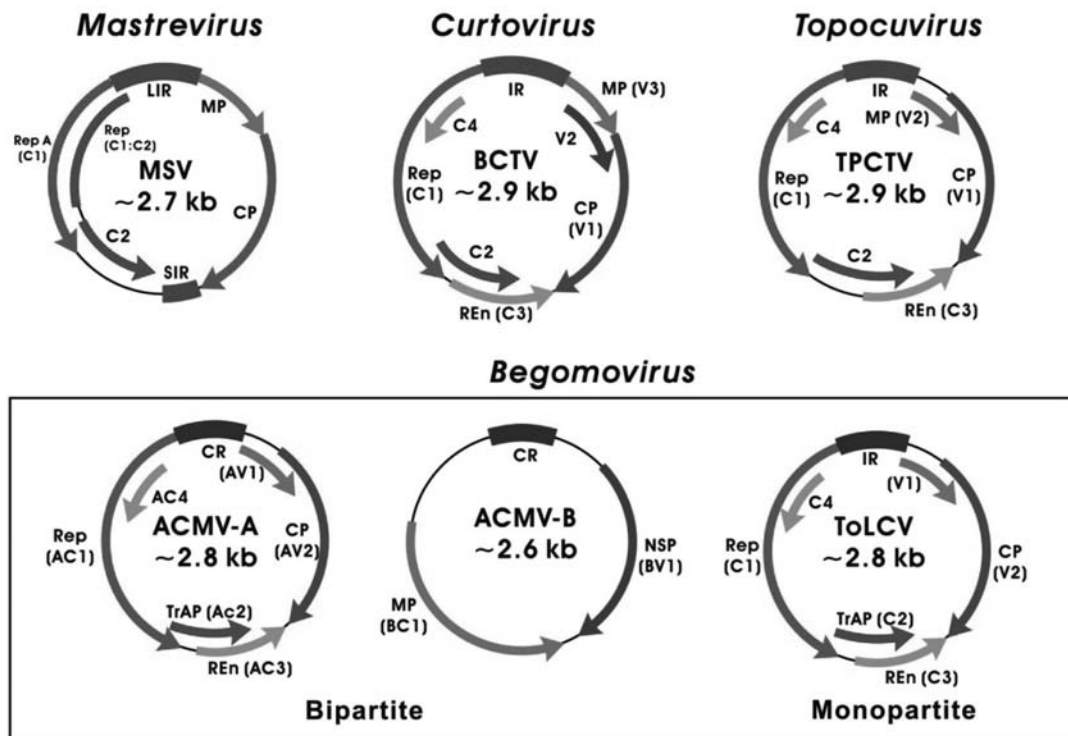 Mastrevirus
Curtovirus
Topocuvirus
LIR
MP
Rep A
(C1)
Rep
(C1:C2)
MSV
~2.7 kb
CP
C2
SIR
IR
MP (V3)
C4
V2
BCTV
~2.9 kb
Rep
(C1)
CP
(V1)
C2
REn (C3)
IR
MP (V2)
C4
TPCTV
~2.9 kb
Rep
(C1)
CP
(V1)
C2
REn (C3)
Begomovirus
CR
(AV1)
AC4
ACMV-A
~2.8 kb
Rep
(AC1)
CP
(AV2)
TrAP (Ac2)
REn (AC3)
CR
ACMV-B
~2.6 kb
NSP
(BV1)
MP
(BC1)
IR
(V1)
C4
ToLCV
~2.8 kb
Rep
(C1)
CP
(V2)
TrAP (C2)
REn (C3)
Bipartite
Monopartite